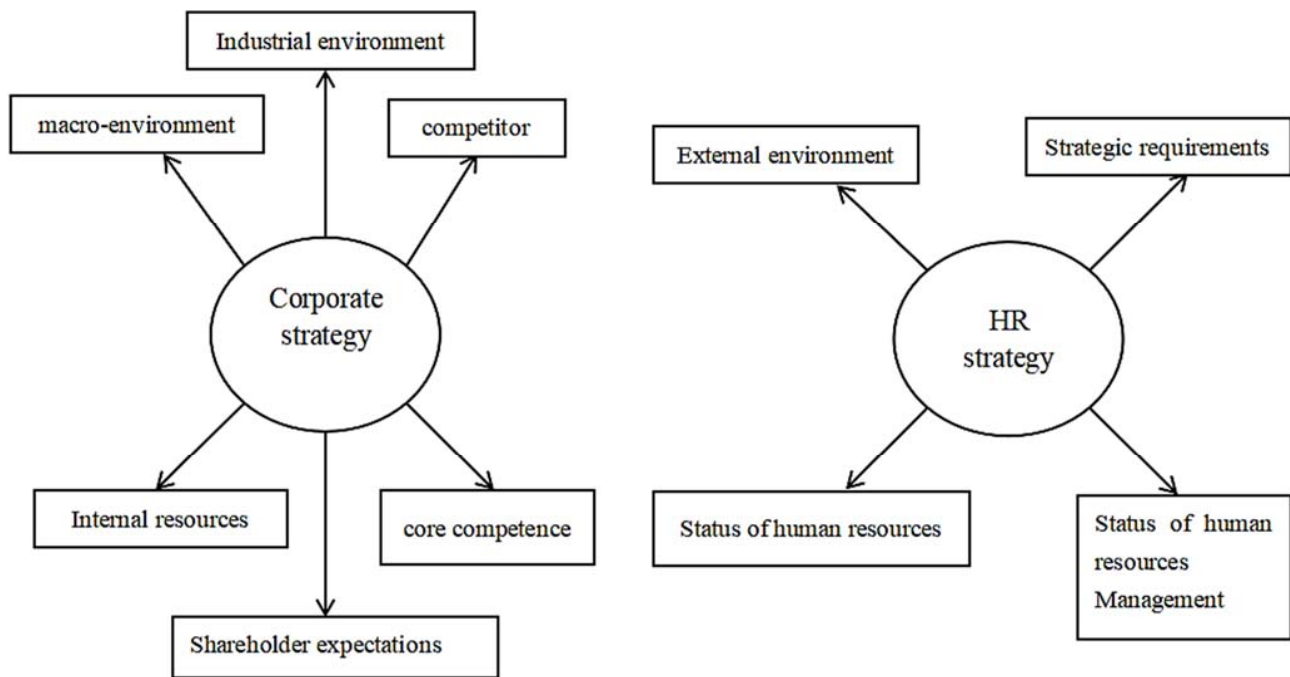 Industrial environment
macro-environment
competitor
Corporate
strategy
Internal resources
core competence
Shareholder expectations
External environment
Strategic requirements
HR
strategy
Status of human resources
Status of human
resources
Management